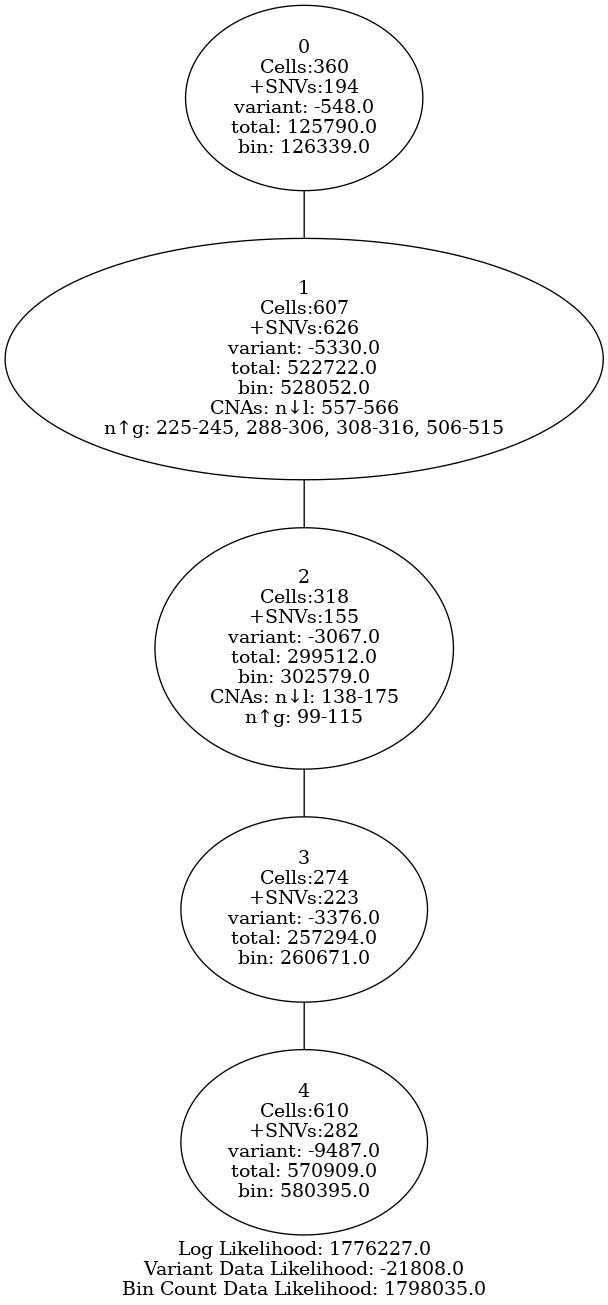 0
Cells:360
+SNVs:194
variant: -548.0
total: 125790.0
bin: 126339.0
1
Cells:607
+SNVs:626
variant: -5330.0
total: 522722.0
bin: 528052.0
CNAs: n↓l: 557-566
n↑g: 225-245, 288-306, 308-316, 506-515
2
Cells:318
+SNVs:155
variant: -3067.0
total: 299512.0
bin: 302579.0
CNAs: n↓l: 138-175
n↑g: 99-115
3
Cells:274
+SNVs:223
variant: -3376.0
total: 257294.0
bin: 260671.0
4
Cells:610
+SNVs:282
variant: -9487.0
total: 570909.0
bin: 580395.0
Log Likelihood: 1776227.0
Variant Data Likelihood: -21808.0
Bin Count Data Likelihood: 1798035.0